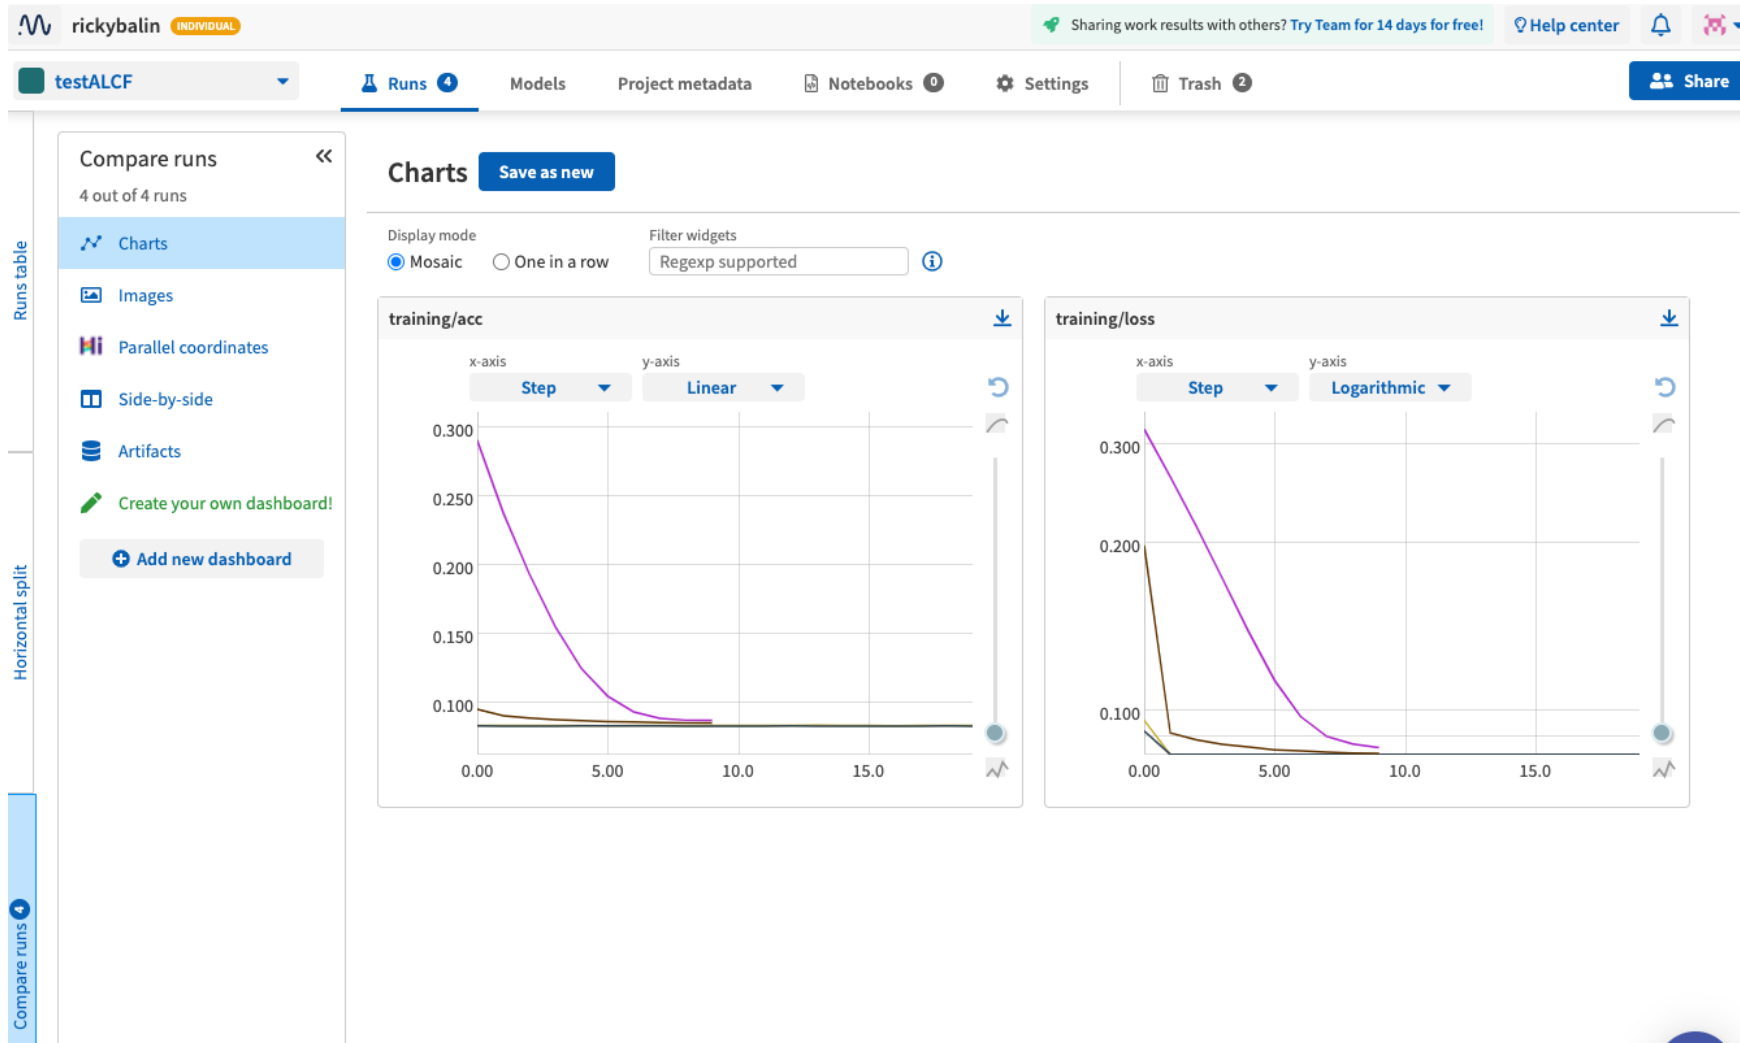 rickybalin INDIVIDUAL Sharing work results with others? Try Team for 14 days for free! Help center
testALCF Runs 4 Models Project metadata Notebooks 0 Settings Trash 2 Share
Runs table
Horizontal split
Compare runs 4
Compare runs
4 out of 4 runs
Charts
Images
Parallel coordinates
Side-by-side
Artifacts
Create your own dashboard!
Add new dashboard
Charts Save as new
Display mode Filter widgets
Mosaic One in a row Regexp supported
training/acc
x-axis y-axis
Step Linear
0.300
0.250
0.200
0.150
0.100
0.00 5.00 10.0 15.0
training/loss
x-axis y-axis
Step Logarithmic
0.300
0.200
0.100
0.00 5.00 10.0 15.0